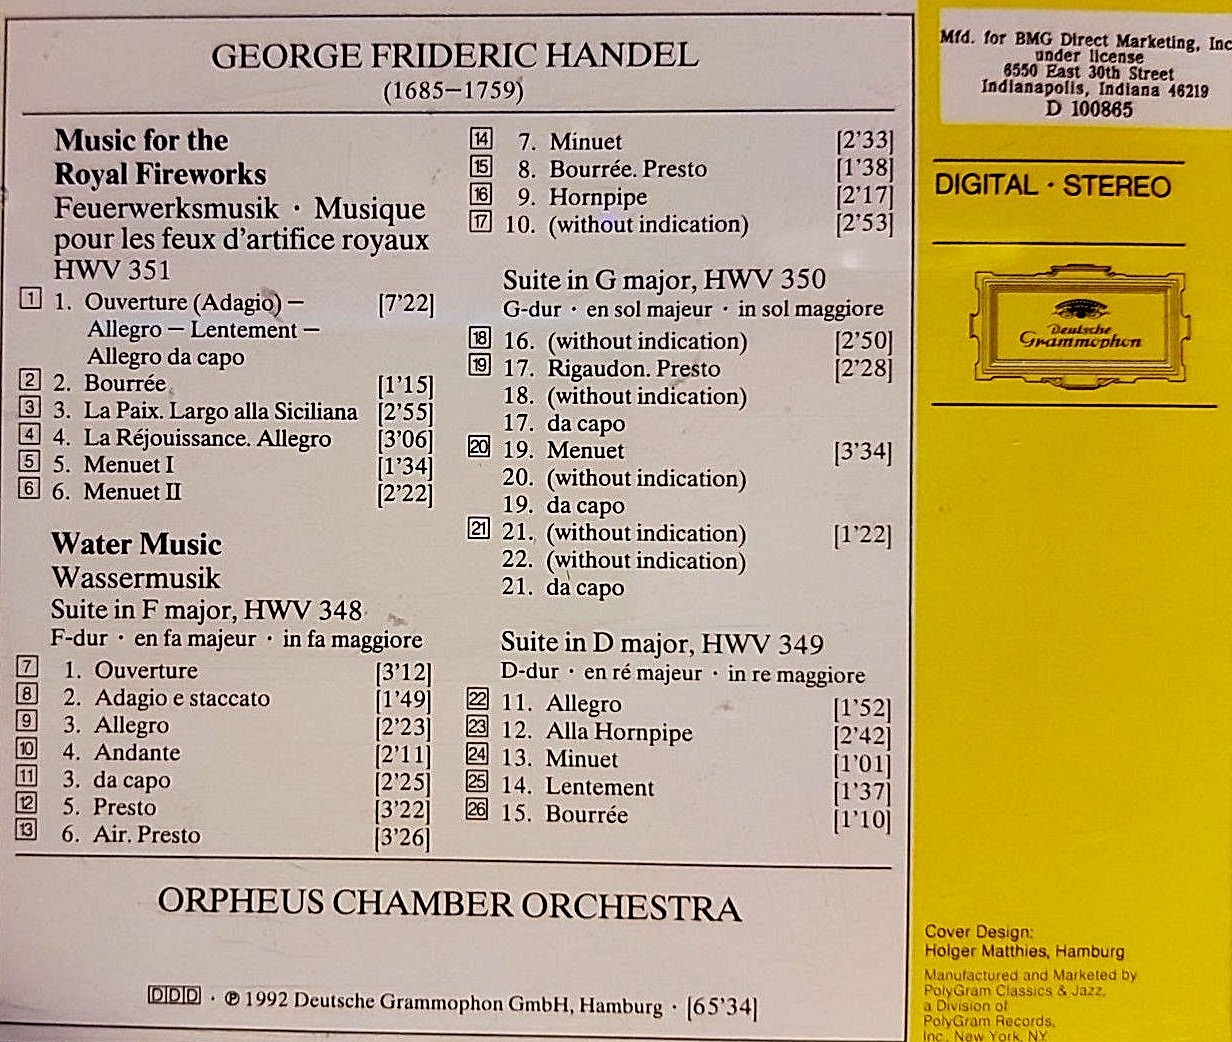 GEORGE FRIDERIC HANDEL
(1685–1759)
Music for the
Royal Fireworks
Feuerwerksmusik · Musique
pour les feux d'artifice royaux
HWV 351
1 1. Ouverture (Adagio) – [7'22]
Allegro – Lentement –
Allegro da capo
2 2. Bourrée [1'15]
3 3. La Paix. Largo alla Siciliana [2'55]
4 4. La Réjouissance. Allegro [3'06]
5 5. Menuet I [1'34]
6 6. Menuet II [2'22]
Water Music
Wassermusik
Suite in F major, HWV 348
F-dur · en fa majeur · in fa maggiore
7 1. Ouverture [3'12]
8 2. Adagio e staccato [1'49]
9 3. Allegro [2'23]
10 4. Andante [2'11]
11 3. da capo [2'25]
12 5. Presto [3'22]
13 6. Air. Presto [3'26]
14 7. Minuet [2'33]
15 8. Bourrée. Presto [1'38]
16 9. Hornpipe [2'17]
17 10. (without indication) [2'53]
Suite in G major, HWV 350
G-dur · en sol majeur · in sol maggiore
18 16. (without indication) [2'50]
19 17. Rigaudon. Presto [2'28]
18. (without indication)
17. da capo
20 19. Menuet [3'34]
20. (without indication)
19. da capo
21 21. (without indication) [1'22]
22. (without indication)
21. da capo
Suite in D major, HWV 349
D-dur · en ré majeur · in re maggiore
22 11. Allegro [1'52]
23 12. Alla Hornpipe [2'42]
24 13. Minuet [1'01]
25 14. Lentement [1'37]
26 15. Bourrée [1'10]
ORPHEUS CHAMBER ORCHESTRA
DDD · ℗ 1992 Deutsche Grammophon GmbH, Hamburg · [65'34]
Mfd. for BMG Direct Marketing, Inc
under license
6550 East 30th Street
Indianapolis, Indiana 46219
D 100865
DIGITAL · STEREO
Deutsche
Grammophon
Cover Design:
Holger Matthies, Hamburg
Manufactured and Marketed by
PolyGram Classics & Jazz,
a Division of
PolyGram Records,
Inc., New York, NY